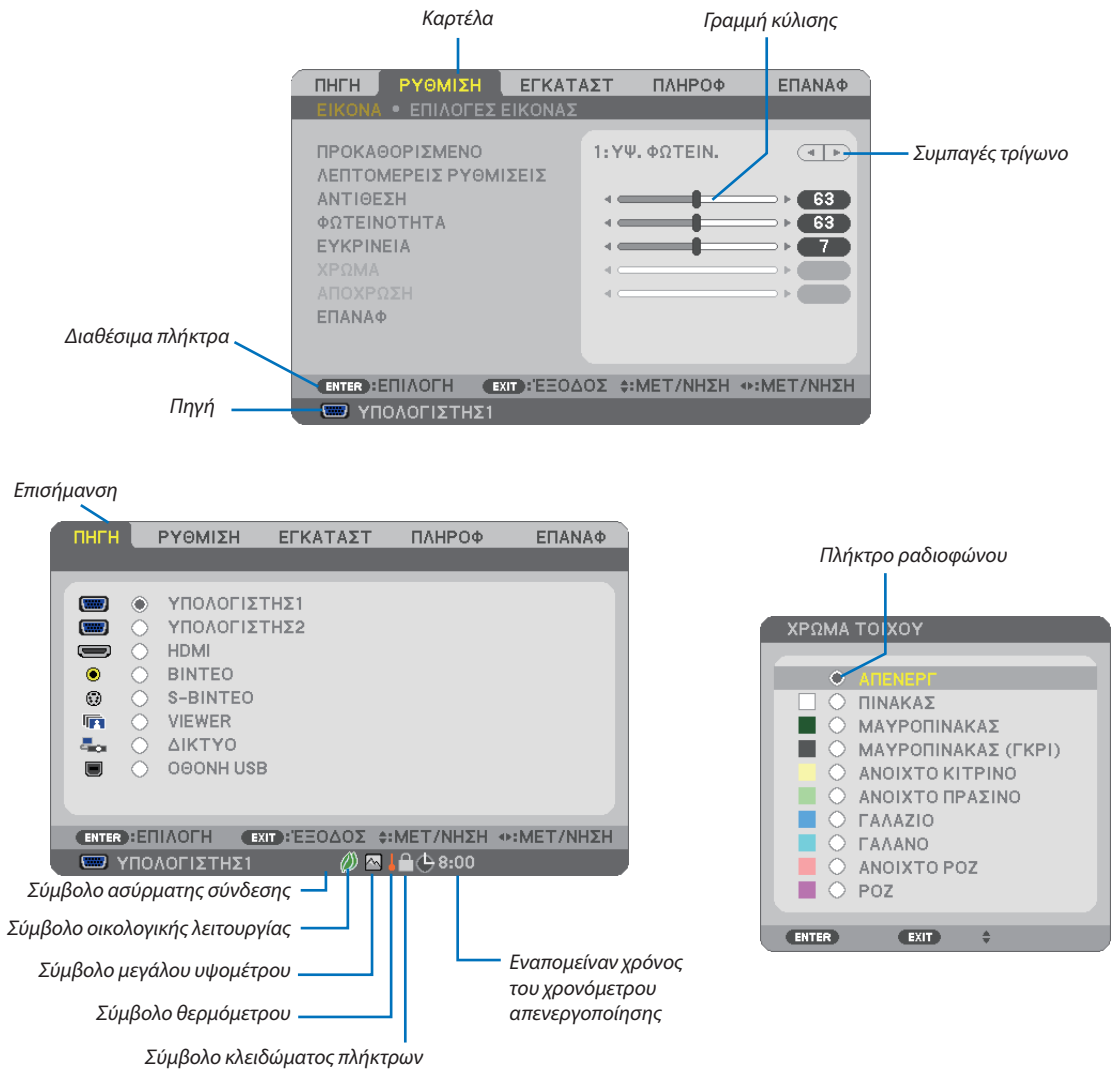 Καρτέλα
Γραμμή κύλισης
ΠΗΓΗ ΡΥΘΜΙΣΗ ΕΓΚΑΤΑΣΤ ΠΛΗΡΟΦ ΕΠΑΝΑΦ
ΕΙΚΟΝΑ • ΕΠΙΛΟΓΕΣ ΕΙΚΟΝΑΣ
ΠΡΟΚΑΘΟΡΙΣΜΕΝΟ 1:ΥΨ. ΦΩΤΕΙΝ.
Συμπαγές τρίγωνο
ΛΕΠΤΟΜΕΡΕΙΣ ΡΥΘΜΙΣΕΙΣ
ΑΝΤΙΘΕΣΗ 63
ΦΩΤΕΙΝΟΤΗΤΑ 63
ΕΥΚΡΙΝΕΙΑ 7
ΧΡΩΜΑ
ΑΠΟΧΡΩΣΗ
ΕΠΑΝΑΦ
Διαθέσιμα πλήκτρα
ENTER :ΕΠΙΛΟΓΗ EXIT :ΈΞΟΔΟΣ :ΜΕΤ/ΝΗΣΗ :ΜΕΤ/ΝΗΣΗ
Πηγή
ΥΠΟΛΟΓΙΣΤΗΣ1
Επισήμανση
ΠΗΓΗ ΡΥΘΜΙΣΗ ΕΓΚΑΤΑΣΤ ΠΛΗΡΟΦ ΕΠΑΝΑΦ
ΥΠΟΛΟΓΙΣΤΗΣ1
ΥΠΟΛΟΓΙΣΤΗΣ2
HDMI
ΒΙΝΤΕΟ
S-ΒΙΝΤΕΟ
VIEWER
ΔΙΚΤΥΟ
ΟΘΟΝΗ USB
ENTER :ΕΠΙΛΟΓΗ EXIT :ΈΞΟΔΟΣ :ΜΕΤ/ΝΗΣΗ :ΜΕΤ/ΝΗΣΗ
ΥΠΟΛΟΓΙΣΤΗΣ1 8:00
Σύμβολο ασύρματης σύνδεσης
Σύμβολο οικολογικής λειτουργίας
Σύμβολο μεγάλου υψομέτρου
Σύμβολο θερμόμετρου
Σύμβολο κλειδώματος πλήκτρων
Εναπομείναν χρόνος
του χρονόμετρου
απενεργοποίησης
Πλήκτρο ραδιοφώνου
ΧΡΩΜΑ ΤΟΙΧΟΥ
ΑΠΕΝΕΡΓ
ΠΙΝΑΚΑΣ
ΜΑΥΡΟΠΙΝΑΚΑΣ
ΜΑΥΡΟΠΙΝΑΚΑΣ (ΓΚΡΙ)
ΑΝΟΙΧΤΟ ΚΙΤΡΙΝΟ
ΑΝΟΙΧΤΟ ΠΡΑΣΙΝΟ
ΓΑΛΑΖΙΟ
ΓΑΛΑΝΟ
ΑΝΟΙΧΤΟ ΡΟΖ
ΡΟΖ
ENTER EXIT